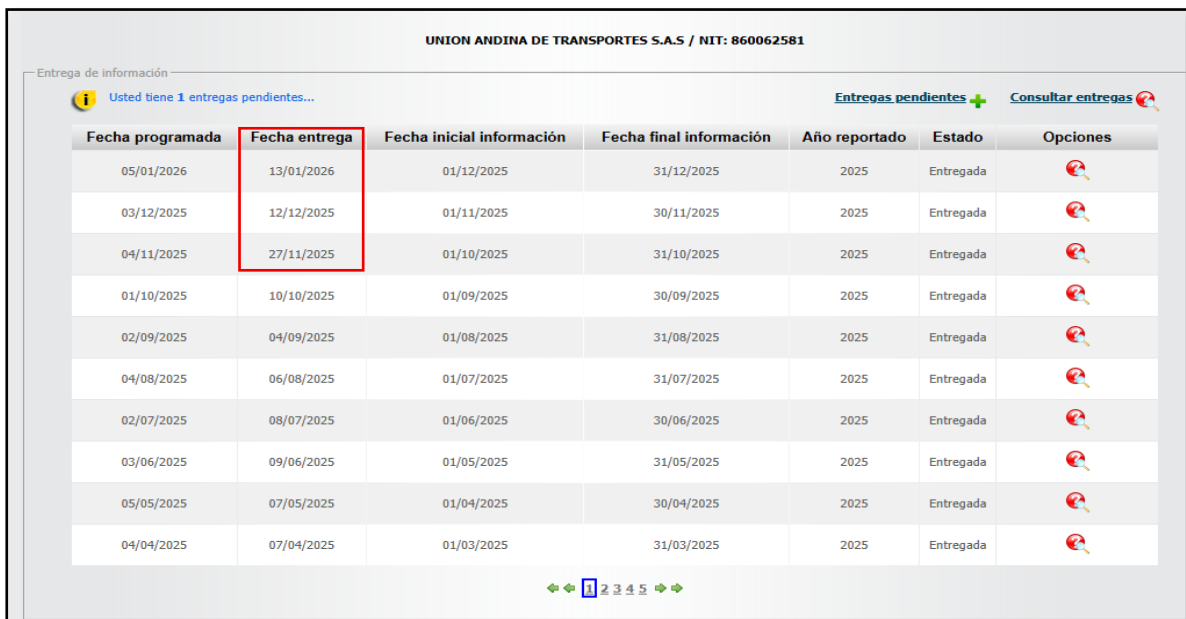 UNION ANDINA DE TRANSPORTES S.A.S / NIT: 860062581
Entrega de información
Usted tiene 1 entregas pendientes... Entregas pendientes Consultar entregas
Fecha programada Fecha entrega Fecha inicial información Fecha final información Año reportado Estado Opciones
05/01/2026 13/01/2026 01/12/2025 31/12/2025 2025 Entregada
03/12/2025 12/12/2025 01/11/2025 30/11/2025 2025 Entregada
04/11/2025 27/11/2025 01/10/2025 31/10/2025 2025 Entregada
01/10/2025 10/10/2025 01/09/2025 30/09/2025 2025 Entregada
02/09/2025 04/09/2025 01/08/2025 31/08/2025 2025 Entregada
04/08/2025 06/08/2025 01/07/2025 31/07/2025 2025 Entregada
02/07/2025 08/07/2025 01/06/2025 30/06/2025 2025 Entregada
03/06/2025 09/06/2025 01/05/2025 31/05/2025 2025 Entregada
05/05/2025 07/05/2025 01/04/2025 30/04/2025 2025 Entregada
04/04/2025 07/04/2025 01/03/2025 31/03/2025 2025 Entregada
1 2 3 4 5